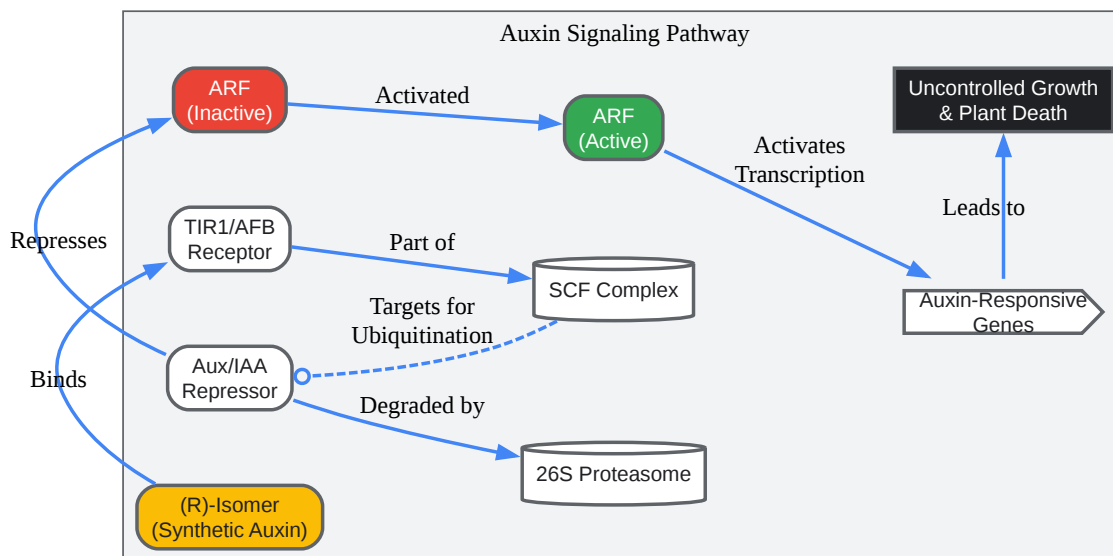 Auxin Signaling Pathway
ARF
(Inactive)
Activated
ARF
(Active)
Uncontrolled Growth
& Plant Death
Activates
Transcription
Leads to
Represses
TIR1/AFB
Receptor
Part of
SCF Complex
Auxin-Responsive
Genes
Targets for
Ubiquitination
Binds
Aux/IAA
Repressor
Degraded by
26S Proteasome
(R)-Isomer
(Synthetic Auxin)